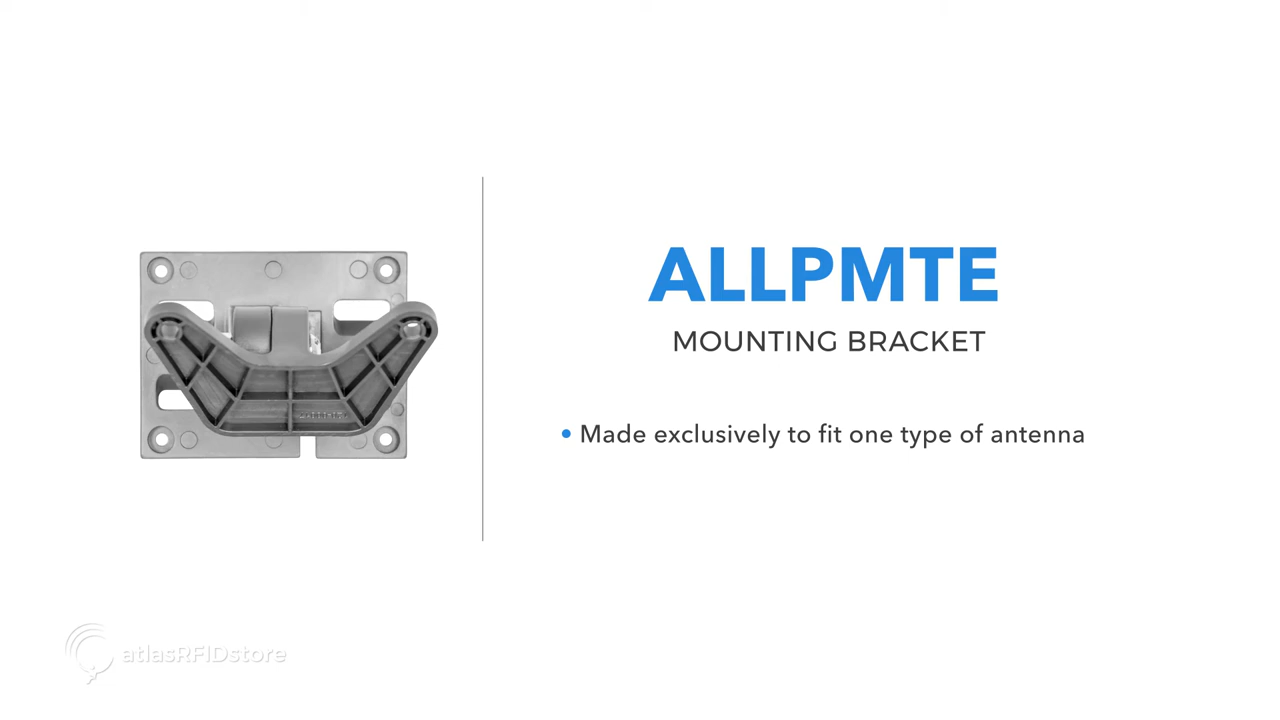 ALLPMTE
MOUNTING BRACKET
• Made exclusively to fit one type of antenna
atlasRFIDstore